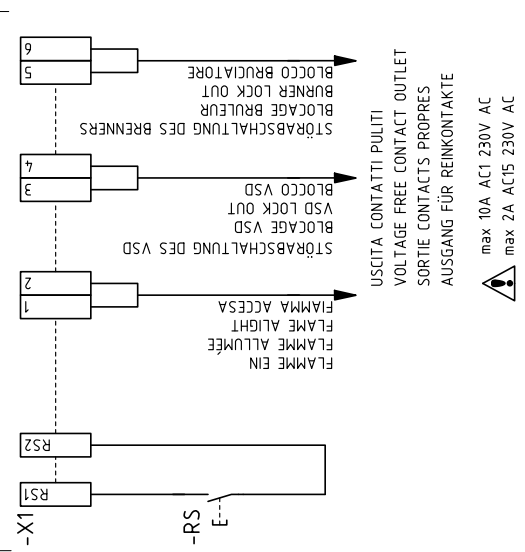 6
5
BLOCCO BRUCIATORE
BURNER LOCK OUT
BLOCAGE BRULEUR
STÖRABSCHALTUNG DES BRENNERS
4
3
BLOCCO VSD
VSD LOCK OUT
BLOCAGE VSD
STÖRABSCHALTUNG DES VSD
2
1
FIAMMA ACCESA
FLAME ALIGHT
FLAMME ALLUMÉE
FLAMME EIN
RS2
RS1
-X1
-RS
USCITA CONTATTI PULITI
VOLTAGE FREE CONTACT OUTLET
SORTIE CONTACTS PROPRES
AUSGANG FÜR REINKONTAKTE
max 10A AC1 230V AC
max 2A AC15 230V AC